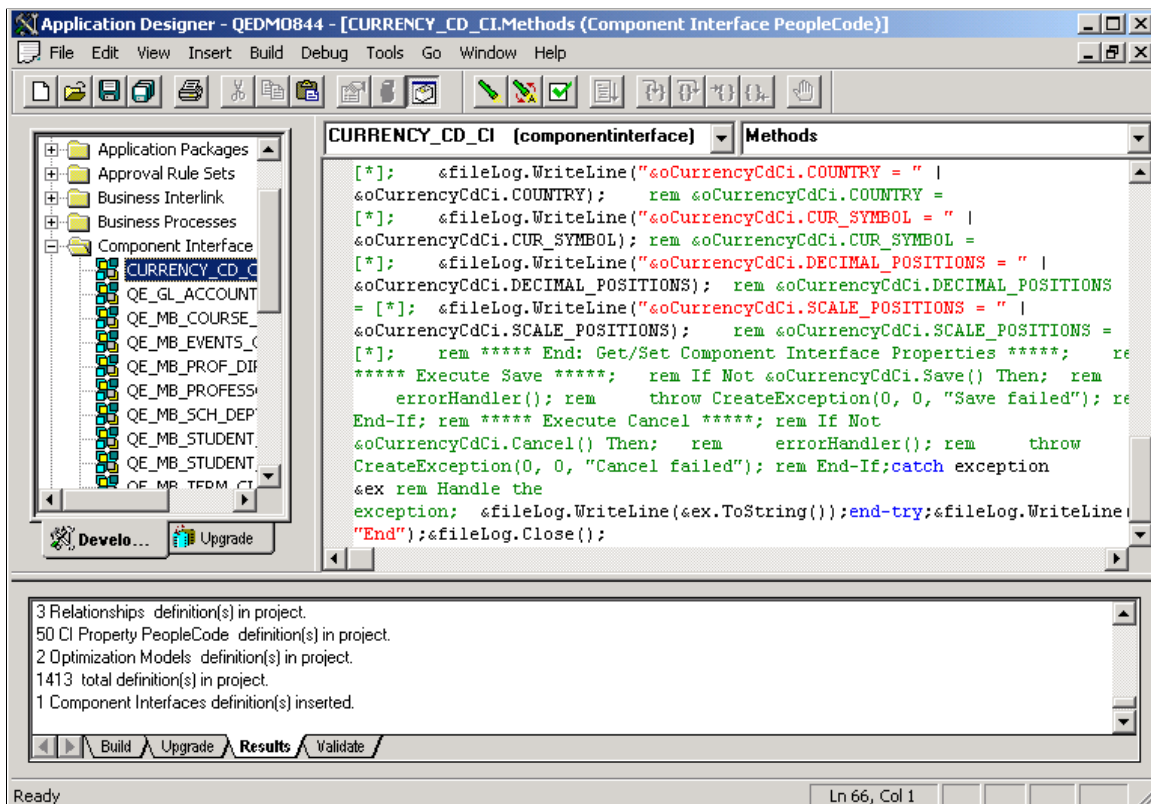 Application Designer - QEDMO844 - [CURRENCY_CD_CI.Methods (Component Interface PeopleCode)]
File Edit View Insert Build Debug Tools Go Window Help
Application Packages
Approval Rule Sets
Business Interlink
Business Processes
Component Interface
CURRENCY_CD_C
QE_GL_ACCOUNT
QE_MB_COURSE_
QE_MB_EVENTS_C
QE_MB_PROF_DIR
QE_MB_PROFESS
QE_MB_SCH_DEP
QE_MB_STUDENT_
QE_MB_STUDENT_
QE_MB_TERM_CI
Develo... Upgrade
CURRENCY_CD_CI (componentinterface) Methods
[*]; &fileLog.WriteLine("&oCurrencyCdCi.COUNTRY = " |
&oCurrencyCdCi.COUNTRY); rem &oCurrencyCdCi.COUNTRY =
[*]; &fileLog.WriteLine("&oCurrencyCdCi.CUR_SYMBOL = " |
&oCurrencyCdCi.CUR_SYMBOL); rem &oCurrencyCdCi.CUR_SYMBOL =
[*]; &fileLog.WriteLine("&oCurrencyCdCi.DECIMAL_POSITIONS = " |
&oCurrencyCdCi.DECIMAL_POSITIONS); rem &oCurrencyCdCi.DECIMAL_POSITIONS
= [*]; &fileLog.WriteLine("&oCurrencyCdCi.SCALE_POSITIONS = " |
&oCurrencyCdCi.SCALE_POSITIONS); rem &oCurrencyCdCi.SCALE_POSITIONS =
[*]; rem ***** End: Get/Set Component Interface Properties *****; re
***** Execute Save *****; rem If Not &oCurrencyCdCi.Save() Then; rem
errorHandler(); rem throw CreateException(0, 0, "Save failed"); re
End-If; rem ***** Execute Cancel *****; rem If Not
&oCurrencyCdCi.Cancel() Then; rem errorHandler(); rem throw
CreateException(0, 0, "Cancel failed"); rem End-If;catch exception
&ex rem Handle the
exception; &fileLog.WriteLine(&ex.ToString());end-try;&fileLog.WriteLine(
"End");&fileLog.Close();
3 Relationships definition(s) in project.
50 CI Property PeopleCode definition(s) in project.
2 Optimization Models definition(s) in project.
1413 total definition(s) in project.
1 Component Interfaces definition(s) inserted.
Build Upgrade Results Validate
Ready Ln 66, Col 1